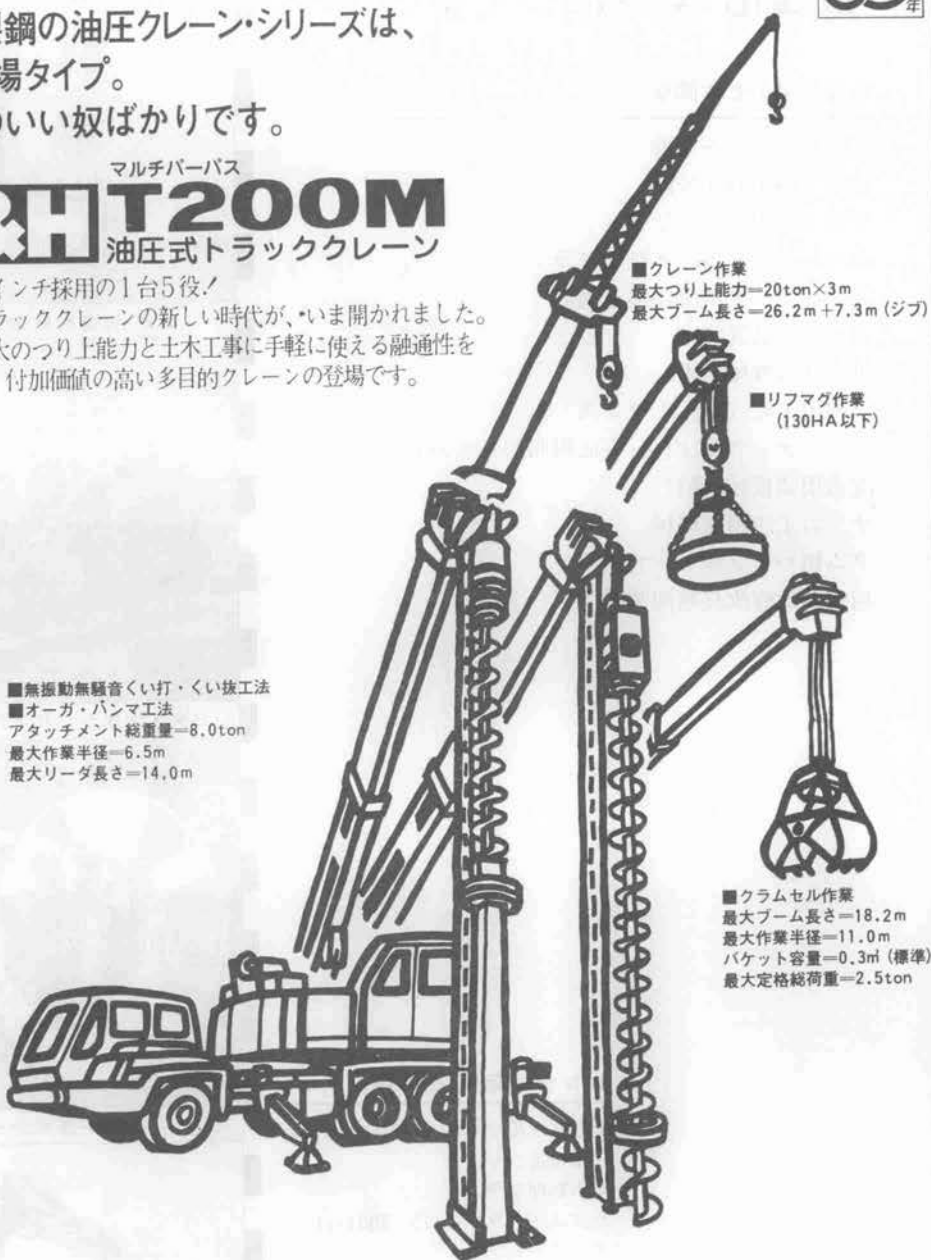 鋼の油圧クレーン・シリーズは、
場タイプ。
いい奴ばかりです。
年
マルチパーパス
&H T200M
油圧式トラッククレーン
インチ採用の1台5役!
ラッククレーンの新しい時代が、いま開かれました。
大のつり上能力と土木工事に手軽に使える融通性を
付加価値の高い多目的クレーンの登場です。
■クレーン作業
最大つり上能力=20ton×3m
最大ブーム長さ=26.2m+7.3m(ジブ)
■リフマグ作業
(130HA以下)
■無振動無騒音くい打・くい抜工法
■オーガ・バンマ工法
アタッチメント総重量=8.0ton
最大作業半径=6.5m
最大リーダ長さ=14.0m
■クラムセル作業
最大ブーム長さ=18.2m
最大作業半径=11.0m
バケット容量=0.3㎥(標準)
最大定格総荷重=2.5ton